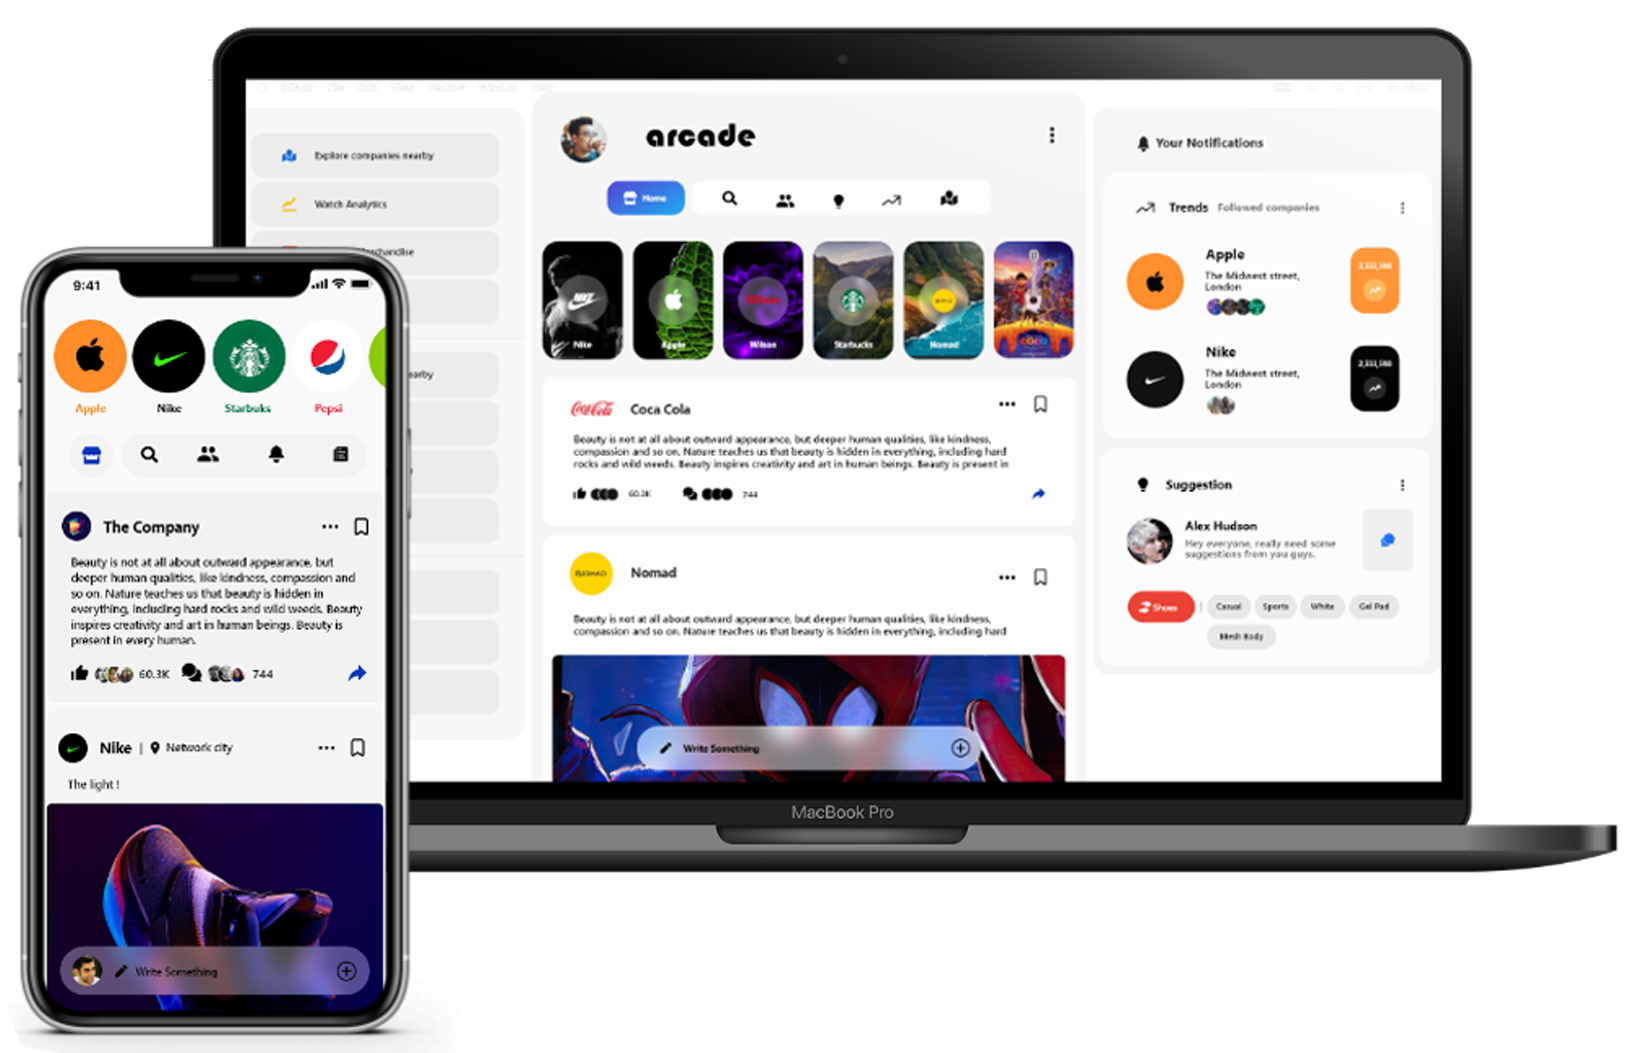 Explore companies nearby
Watch Analytics
arcade
Home
NIKE
Nike
Apple
Wilson
Wilson
Starbucks
NOMAD
Nomad
COCO
Coca Cola
Coca Cola
Beauty is not at all about outward appearance, but deeper human qualities, like kindness,
compassion and so on. Nature teaches us that beauty is hidden in everything, including hard
rocks and wild weeds. Beauty inspires creativity and art in human beings. Beauty is present in
60.3K
744
NOMAD
Nomad
Beauty is not at all about outward appearance, but deeper human qualities, like kindness,
compassion and so on. Nature teaches us that beauty is hidden in everything, including hard
Write Something
Your Notifications
Trends Followed companies
Apple
The Midwest street,
London
Nike
The Midwest street,
London
Suggestion
Alex Hudson
Hey everyone, really need some
suggestions from you guys.
Shoes | Casual Sports White Gel Pad
Mesh Body
MacBook Pro
9:41
Apple Nike Starbuks Pepsi
The Company
Beauty is not at all about outward appearance, but
deeper human qualities, like kindness, compassion and
so on. Nature teaches us that beauty is hidden in
everything, including hard rocks and wild weeds. Beauty
inspires creativity and art in human beings. Beauty is
present in every human.
60.3K
744
Nike | Network city
The light !
Write Something